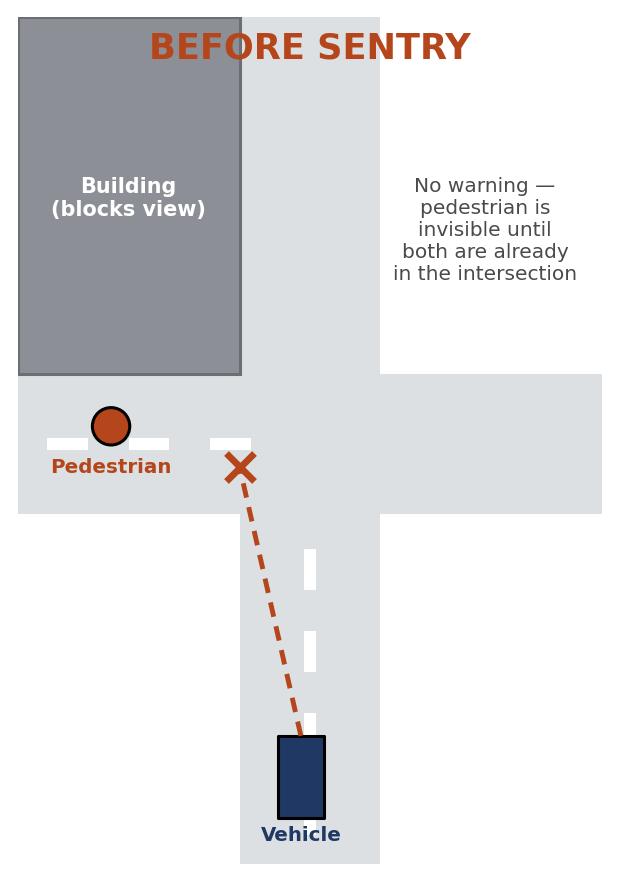 BEFORE SENTRY
Building
(blocks view)
No warning —
pedestrian is
invisible until
both are already
in the intersection
Pedestrian
Vehicle